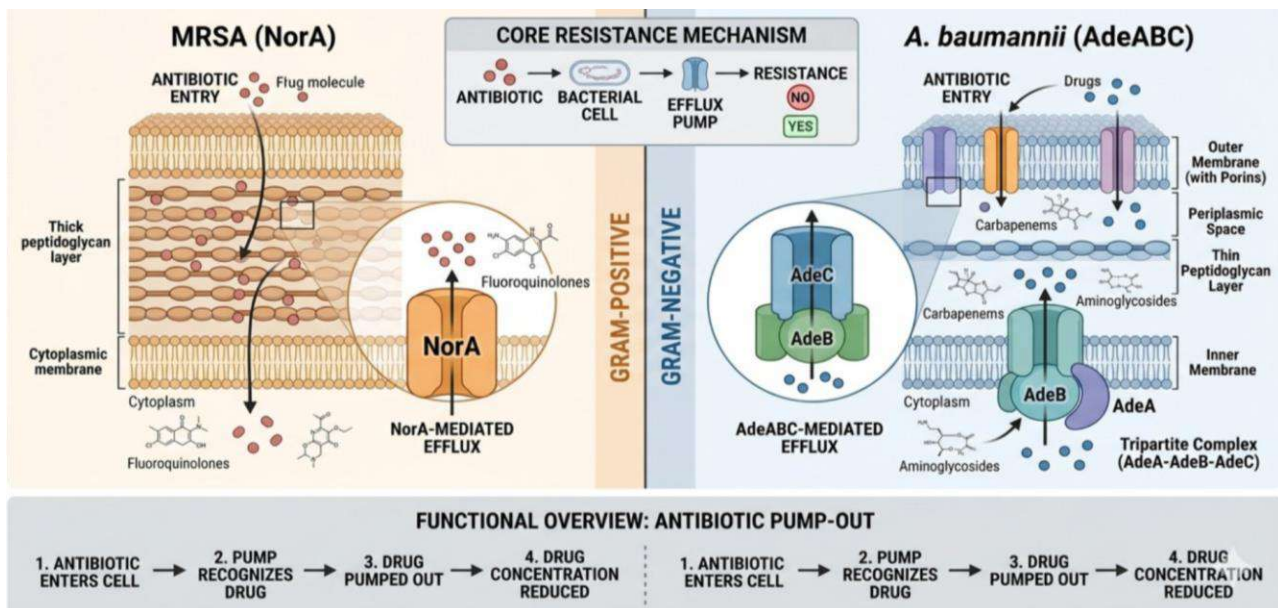 MRSA (NorA)
ANTIBIOTIC
ENTRY
Flug molecule
Thick
peptidoglycan
layer
Cytoplasmic
membrane
Cytoplasm
Fluoroquinolones
Fluoroquinolones
NorA
NorA-MEDIATED
EFFLUX
CORE RESISTANCE MECHANISM
ANTIBIOTIC
BACTERIAL
CELL
EFFLUX
PUMP
RESISTANCE
NO
YES
GRAM-POSITIVE
GRAM-NEGATIVE
A. baumannii (AdeABC)
ANTIBIOTIC
ENTRY
Drugs
Outer
Membrane
(with Porins)
Carbapenems
Periplasmic
Space
Thin
Peptidoglycan
Layer
Carbapenems
Aminoglycosides
AdeC
AdeB
AdeABC-MEDIATED
EFFLUX
Inner
Membrane
Cytoplasm
AdeB
AdeA
Aminoglycosides
Tripartite Complex
(AdeA-AdeB-AdeC)
FUNCTIONAL OVERVIEW: ANTIBIOTIC PUMP-OUT
1. ANTIBIOTIC
ENTERS CELL
2. PUMP
RECOGNIZES
DRUG
3. DRUG
PUMPED OUT
4. DRUG
CONCENTRATION
REDUCED
1. ANTIBIOTIC
ENTERS CELL
2. PUMP
RECOGNIZES
DRUG
3. DRUG
PUMPED OUT
4. DRUG
CONCENTRATION
REDUCED